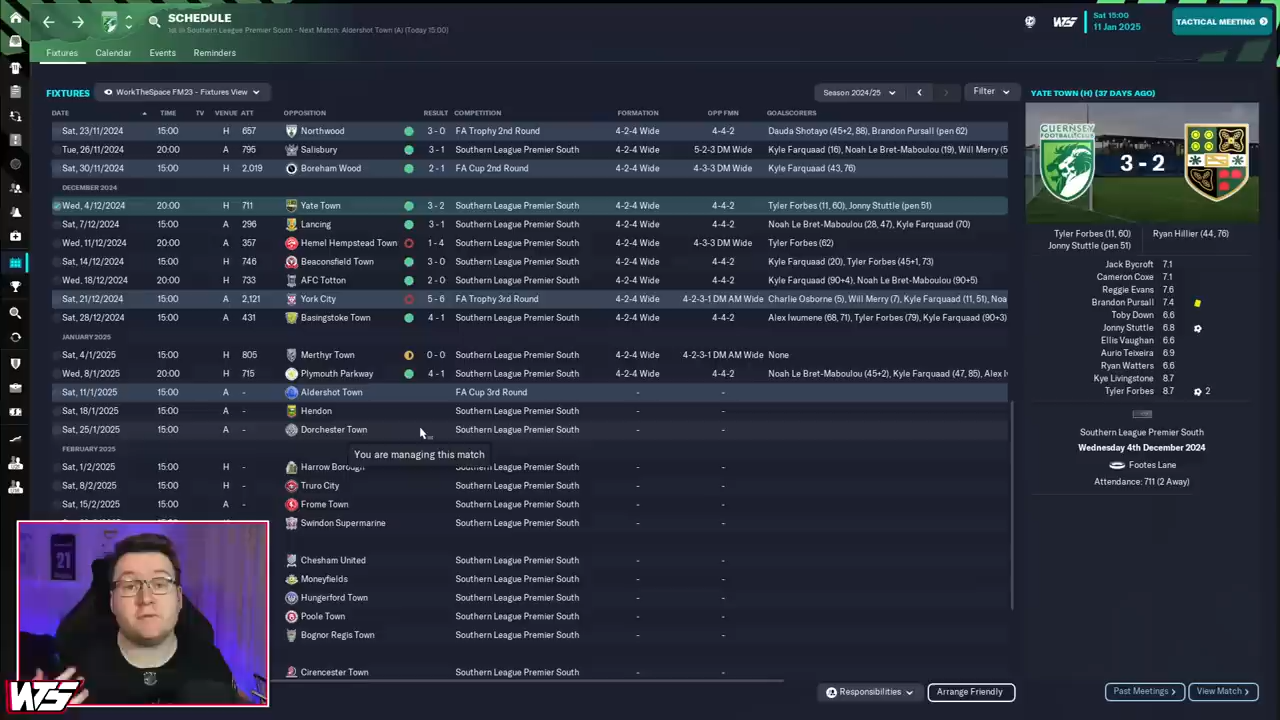 SCHEDULE
Southern League Premier South - Next Match: Aldershot Town (A) (Today 15:00)
WTS
Sat 15:00
11 Jan 2025
TACTICAL MEETING
Fixtures Calendar Events Reminders
FIXTURES WorkTheSpace FM23 - Fixtures View Season 2024/25 Filter
DATE TIME TV VENUE ATT OPPOSITION RESULT COMPETITION FORMATION OPP FMN GOALSCORERS
Sat, 23/11/2024 15:00 H 657 Northwood 3 - 0 FA Trophy 2nd Round 4-2-4 Wide 4-4-2 Dauda Shotayo (45+2, 88), Brandon Pursall (pen 62)
Tue, 26/11/2024 20:00 A 795 Salisbury 3 - 1 Southern League Premier South 4-2-4 Wide 5-2-3 DM Wide Kyle Farquaad (16), Noah Le Bret-Maboulou (19), Will Merry (5
Sat, 30/11/2024 15:00 H 2,019 Boreham Wood 2 - 1 FA Cup 2nd Round 4-2-4 Wide 4-3-3 DM Wide Kyle Farquaad (43, 76)
DECEMBER 2024
Wed, 4/12/2024 20:00 H 711 Yate Town 3 - 2 Southern League Premier South 4-2-4 Wide 4-4-2 Tyler Forbes (11, 60), Jonny Stuttle (pen 51)
Sat, 7/12/2024 15:00 A 296 Lancing 3 - 1 Southern League Premier South 4-2-4 Wide 4-4-2 Noah Le Bret-Maboulou (28, 47), Kyle Farquaad (70)
Wed, 11/12/2024 20:00 A 357 Hemel Hempstead Town 1 - 4 Southern League Premier South 4-2-4 Wide 4-3-3 DM Wide Tyler Forbes (62)
Sat, 14/12/2024 15:00 H 746 Beaconsfield Town 3 - 0 Southern League Premier South 4-2-4 Wide 4-4-2 Kyle Farquaad (20), Tyler Forbes (45+1, 73)
Wed, 18/12/2024 20:00 H 733 AFC Totton 2 - 0 Southern League Premier South 4-2-4 Wide 4-4-2 Kyle Farquaad (90+4), Noah Le Bret-Maboulou (90+5)
Sat, 21/12/2024 15:00 A 2,121 York City 5 - 6 FA Trophy 3rd Round 4-2-4 Wide 4-2-3-1 DM AM Wide Charlie Osborne (5), Will Merry (7), Kyle Farquaad (11, 51), Noa
Sat, 28/12/2024 15:00 A 431 Basingstoke Town 4 - 1 Southern League Premier South 4-2-4 Wide 4-4-2 Alex Iwumene (68, 71), Tyler Forbes (79), Kyle Farquaad (90+3)
JANUARY 2025
Sat, 4/1/2025 15:00 H 805 Merthyr Town 0 - 0 Southern League Premier South 4-2-4 Wide 4-2-3-1 DM AM Wide None
Wed, 8/1/2025 20:00 H 715 Plymouth Parkway 4 - 1 Southern League Premier South 4-2-4 Wide 4-4-2 Noah Le Bret-Maboulou (45+2), Kyle Farquaad (47, 85), Alex I
Sat, 11/1/2025 15:00 A - Aldershot Town FA Cup 3rd Round - -
Sat, 18/1/2025 15:00 A - Hendon Southern League Premier South - -
Sat, 25/1/2025 15:00 A - Dorchester Town Southern League Premier South - -
FEBRUARY 2025
You are managing this match
Sat, 1/2/2025 15:00 H - Harrow Borough Southern League Premier South - -
Sat, 8/2/2025 15:00 H - Truro City Southern League Premier South - -
Sat, 15/2/2025 15:00 A - Frome Town Southern League Premier South - -
Swindon Supermarine Southern League Premier South - -
Chesham United Southern League Premier South - -
Moneyfields Southern League Premier South - -
Hungerford Town Southern League Premier South - -
Poole Town Southern League Premier South - -
Bognor Regis Town Southern League Premier South - -
Cirencester Town Southern League Premier South - -
Responsibilities Arrange Friendly
YATE TOWN (H) (37 DAYS AGO)
GUERNSEY
FOOTBALL CLUB
3 - 2
Tyler Forbes (11, 60) Ryan Hillier (44, 76)
Jonny Stuttle (pen 51)
Jack Bycroft 7.1
Cameron Coxe 7.1
Reggie Evans 7.6
Brandon Pursall 7.4
Toby Down 6.6
Jonny Stuttle 6.8
Ellis Vaughan 6.6
Aurio Teixeira 6.9
Ryan Watters 6.6
Kye Livingstone 8.7
Tyler Forbes 8.7 2
Southern League Premier South
Wednesday 4th December 2024
Footes Lane
Attendance: 711 (2 Away)
Past Meetings View Match
21
WTS